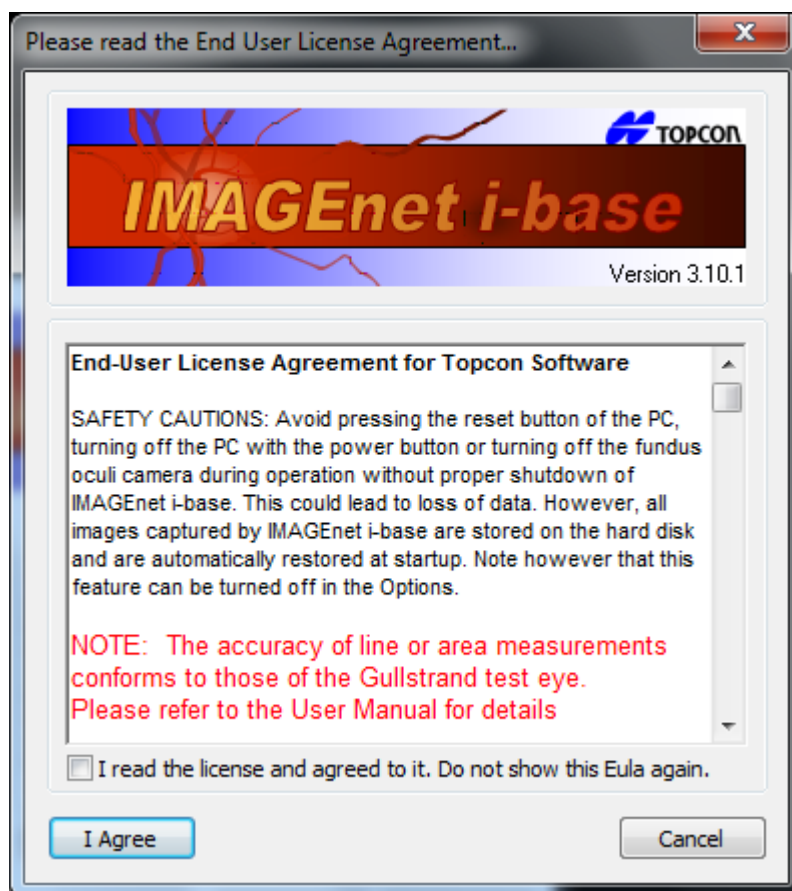 Please read the End User License Agreement...
TOPCON
IMAGEnet i-base
Version 3.10.1
End-User License Agreement for Topcon Software
SAFETY CAUTIONS: Avoid pressing the reset button of the PC,
turning off the PC with the power button or turning off the fundus
oculi camera during operation without proper shutdown of
IMAGEnet i-base. This could lead to loss of data. However, all
images captured by IMAGEnet i-base are stored on the hard disk
and are automatically restored at startup. Note however that this
feature can be turned off in the Options.
NOTE: The accuracy of line or area measurements
conforms to those of the Gullstrand test eye.
Please refer to the User Manual for details
I read the license and agreed to it. Do not show this Eula again.
I Agree
Cancel